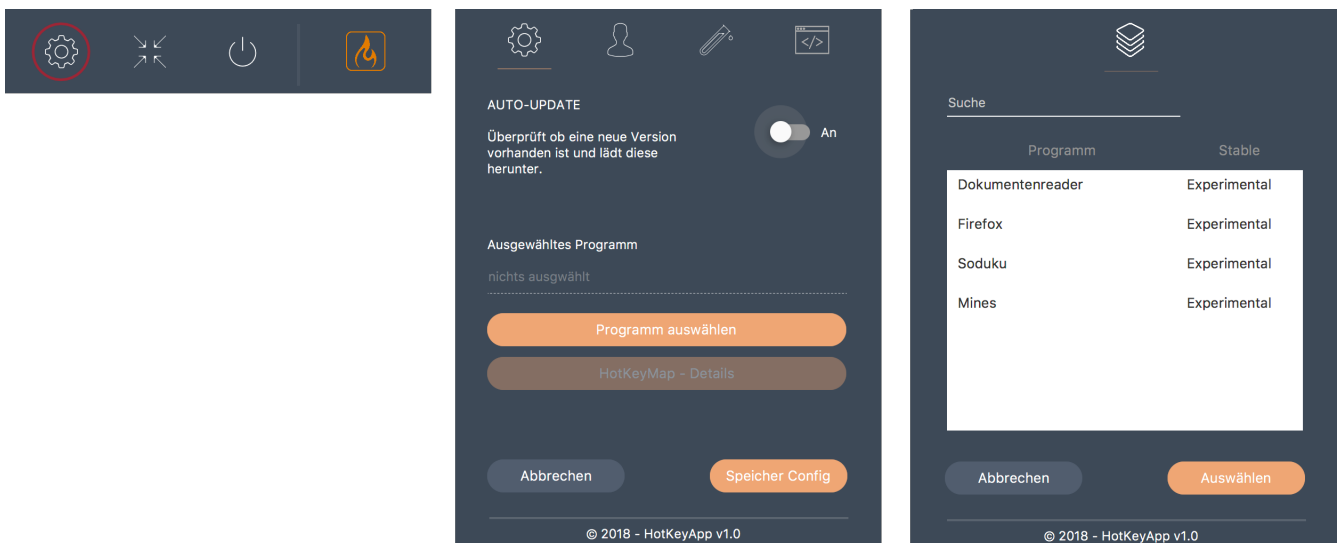 </>
AUTO-UPDATE
Überprüft ob eine neue Version
vorhanden ist und lädt diese
herunter.
An
Ausgewähltes Programm
nichts ausgwählt
Programm auswählen
HotKeyMap - Details
Abbrechen
Speicher Config
© 2018 - HotKeyApp v1.0
Suche
Programm Stable
Dokumentenreader Experimental
Firefox Experimental
Soduku Experimental
Mines Experimental
Abbrechen
Auswählen
© 2018 - HotKeyApp v1.0